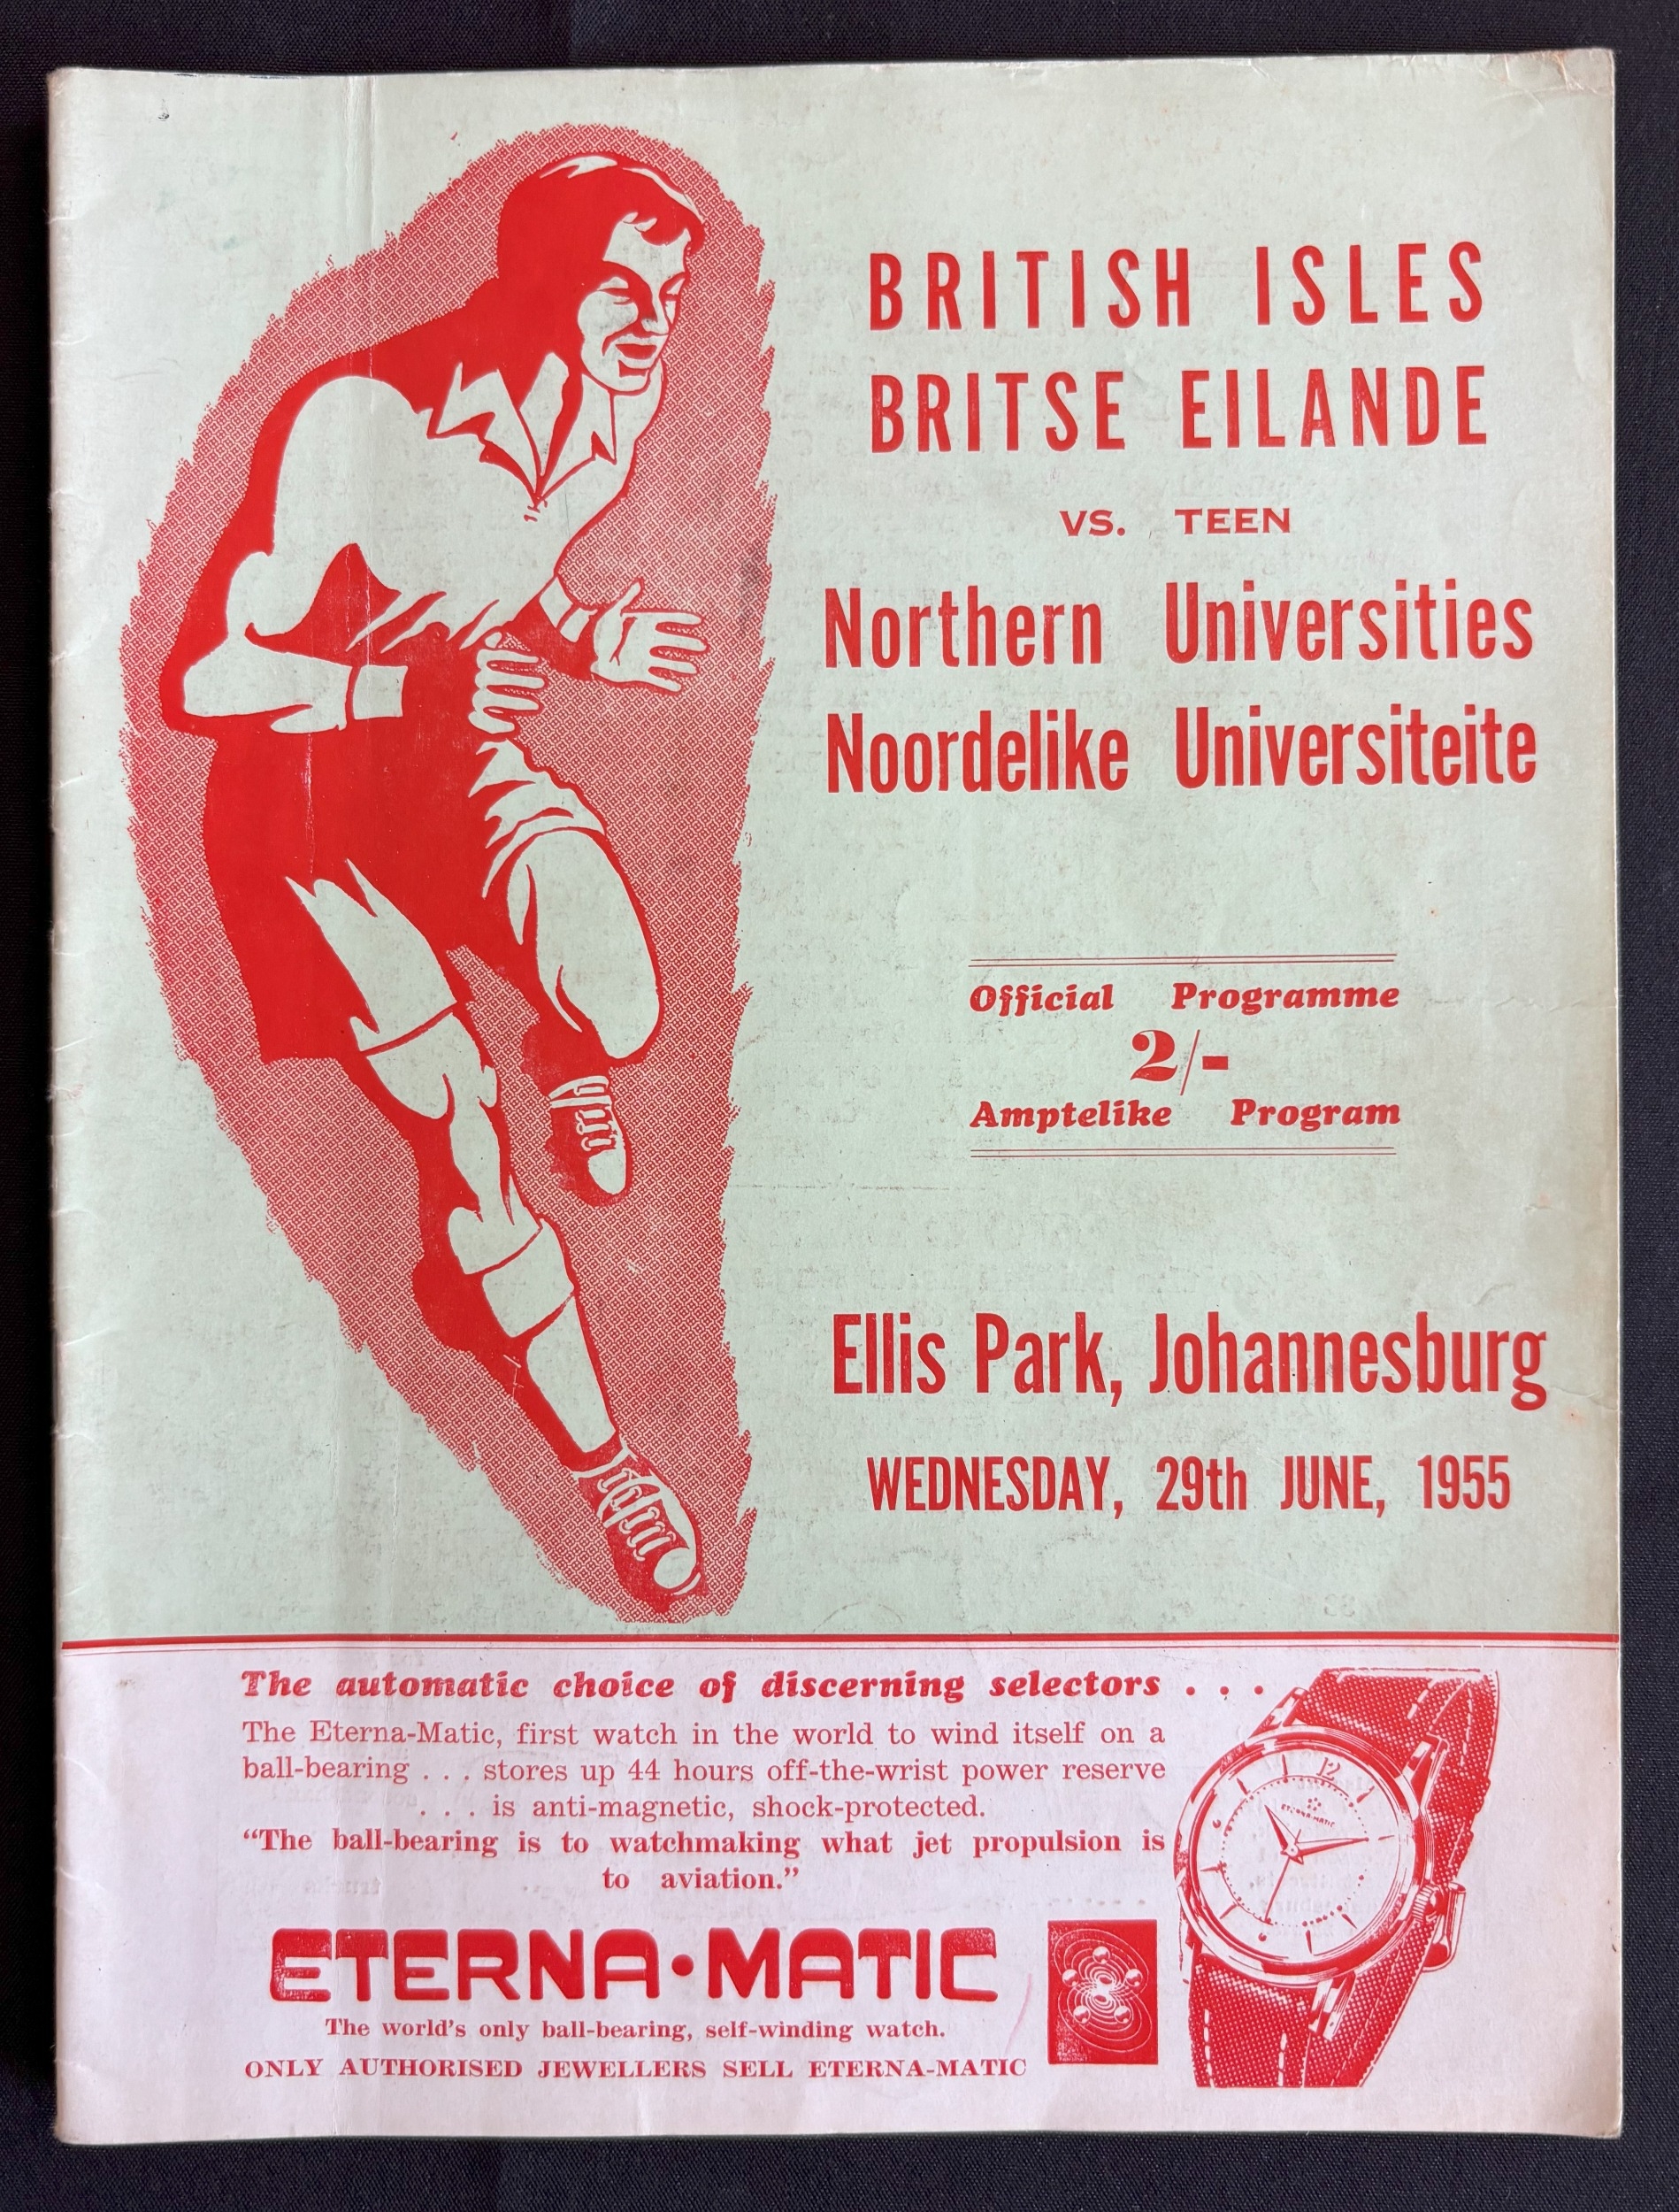 BRITISH ISLES
BRITSE EILANDE
VS. TEEN
Northern Universities
Noordelike Universiteite
Official Programme
2/-
Amptelike Program
Ellis Park, Johannesburg
WEDNESDAY, 29th JUNE, 1955
The automatic choice of discerning selectors . . .
The Eterna-Matic, first watch in the world to wind itself on a
ball-bearing . . . stores up 44 hours off-the-wrist power reserve
. . . is anti-magnetic, shock-protected.
“The ball-bearing is to watchmaking what jet propulsion is
to aviation.”
ETERNA·MATIC
The world's only ball-bearing, self-winding watch.
ONLY AUTHORISED JEWELLERS SELL ETERNA-MATIC
12
ETERNA-MATIC